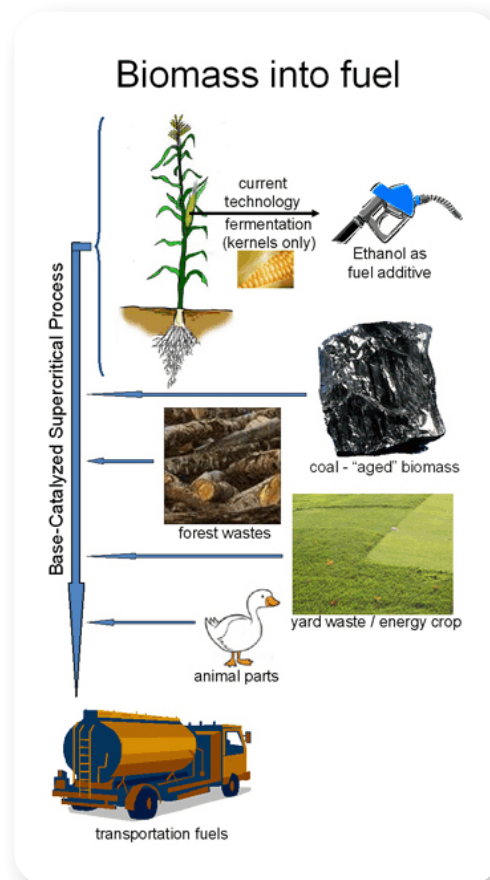 Biomass into fuel
current
technology
fermentation
(kernels only)
Ethanol as
fuel additive
Base-Catalyzed Supercritical Process
coal - “aged” biomass
forest wastes
yard waste / energy crop
animal parts
transportation fuels